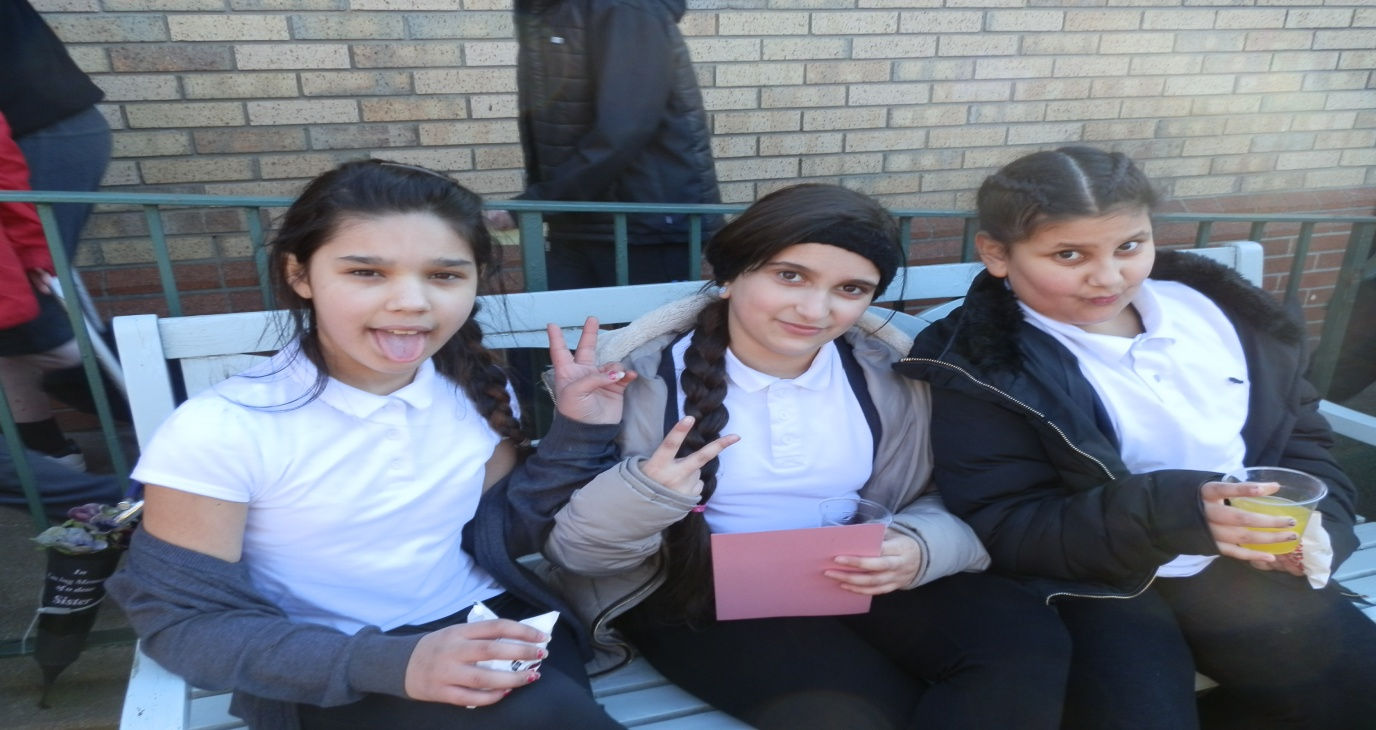 In
Loving Memory
of a dear
Sister